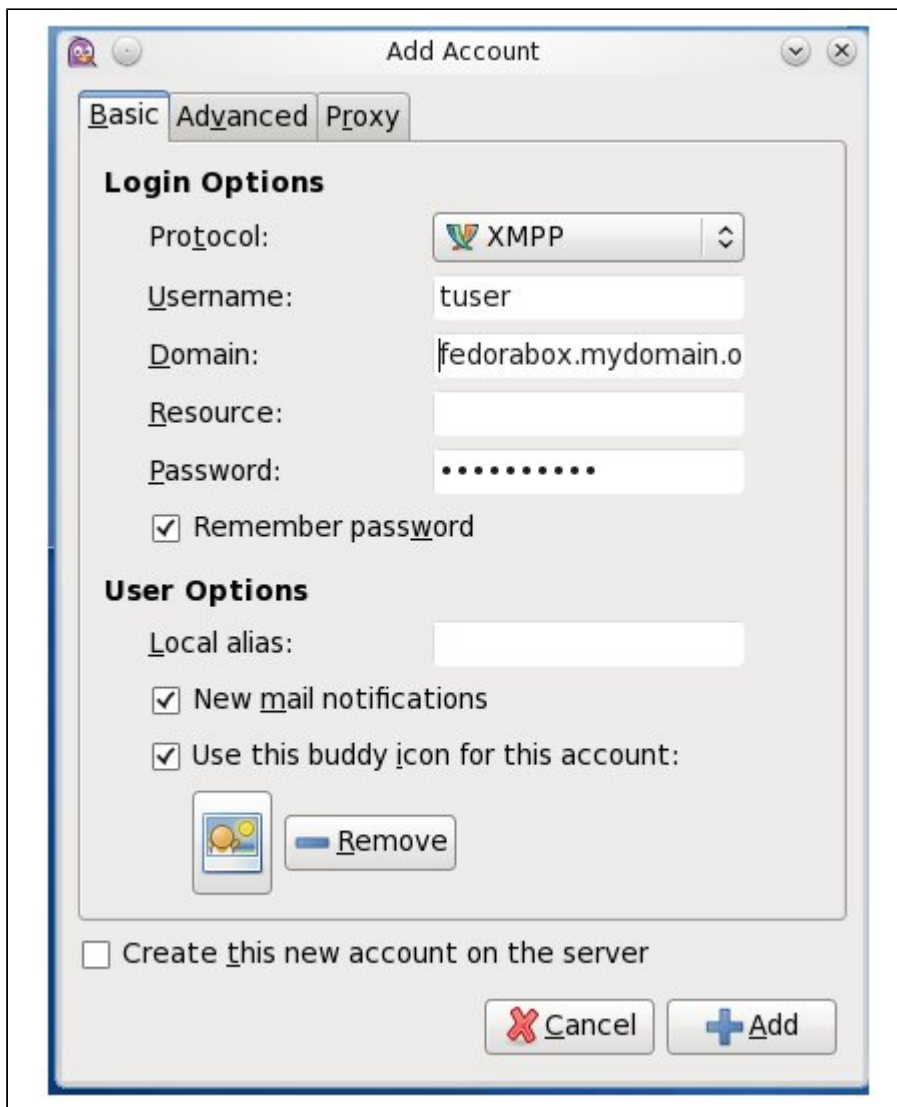 Add Account
Basic Advanced Proxy
Login Options
Protocol: XMPP
Username: tuser
Domain: fedorabox.mydomain.o
Resource:
Password: ••••••••••
Remember password
User Options
Local alias:
New mail notifications
Use this buddy icon for this account:
Remove
Create this new account on the server
Cancel Add